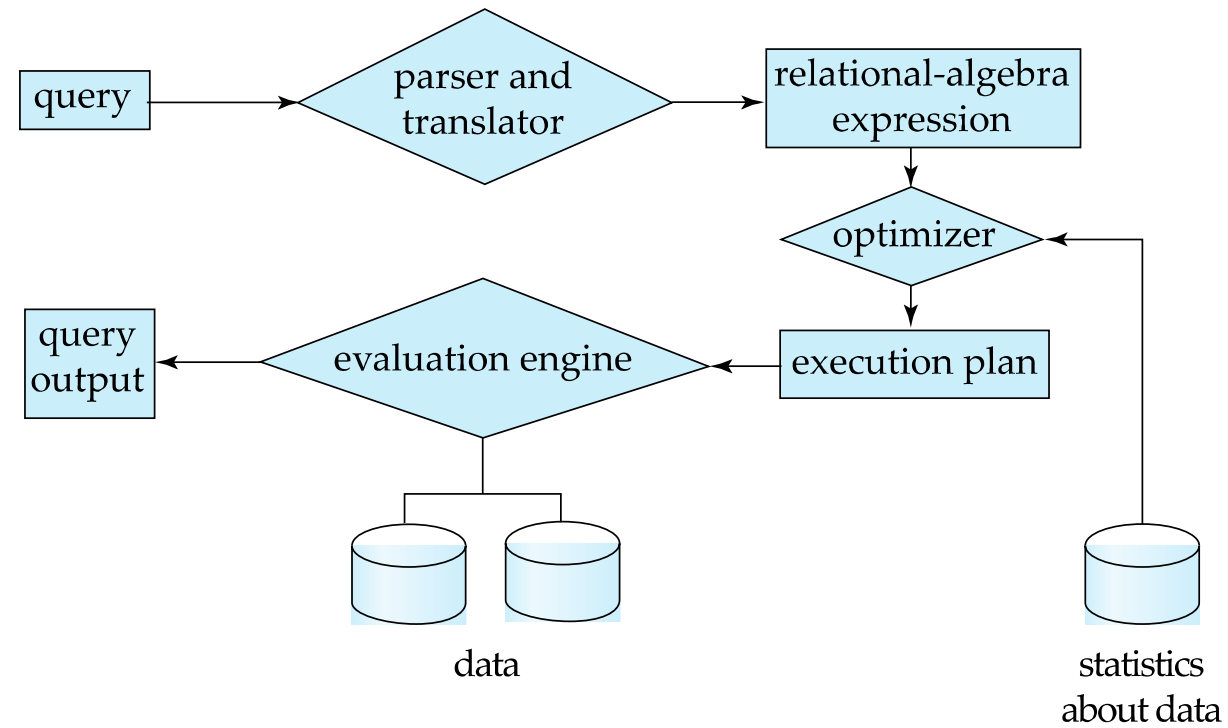 query
parser and
translator
relational-algebra
expression
optimizer
query
output
evaluation engine
execution plan
data
statistics
about data